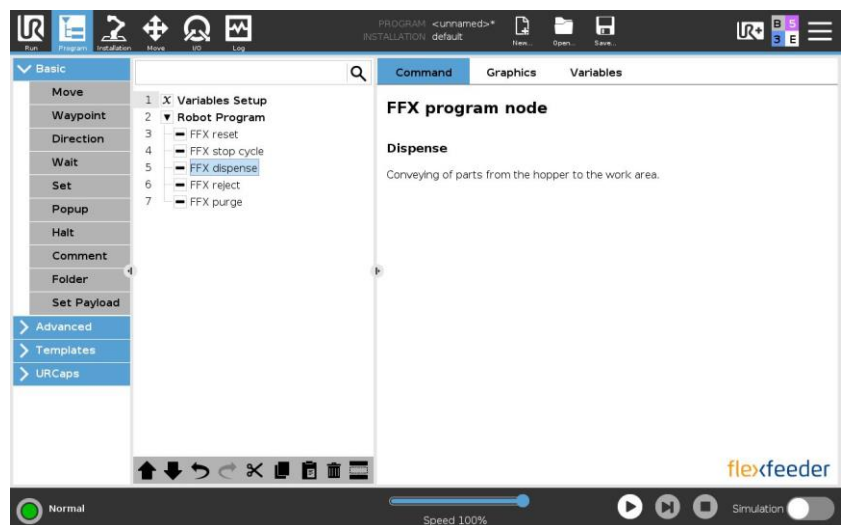 PROGRAM <unnamed>*
INSTALLATION default
Run
Program
Installation
Move
I/O
Log
New...
Open...
Save...
UR+
B 5
3 E
Basic
Move
Waypoint
Direction
Wait
Set
Popup
Halt
Comment
Folder
Set Payload
Advanced
Templates
URCaps
1 X Variables Setup
2 Robot Program
3 FFX reset
4 FFX stop cycle
5 FFX dispense
6 FFX reject
7 FFX purge
Command Graphics Variables
FFX program node
Dispense
Conveying of parts from the hopper to the work area.
flexfeeder
Normal
Speed 100%
Simulation